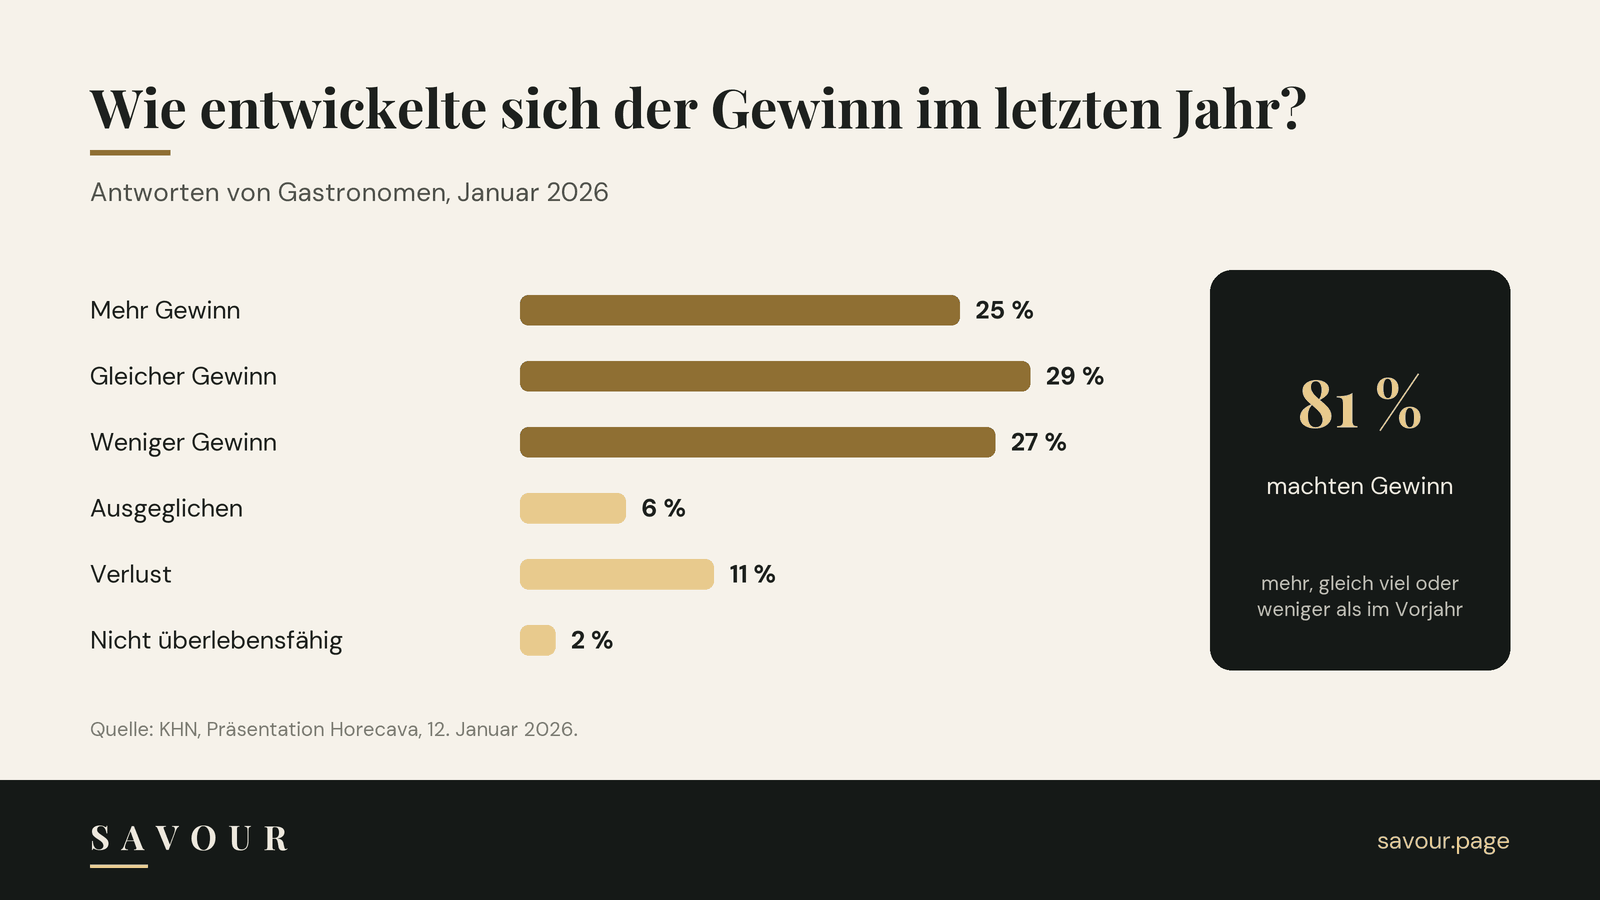 Wie entwickelte sich der Gewinn im letzten Jahr?
Antworten von Gastronomen, Januar 2026
Mehr Gewinn 25 %
Gleicher Gewinn 29 %
Weniger Gewinn 27 %
Ausgeglichen 6 %
Verlust 11 %
Nicht überlebensfähig 2 %
81 %
machten Gewinn
mehr, gleich viel oder
weniger als im Vorjahr
Quelle: KHN, Präsentation Horecava, 12. Januar 2026.
SAVOUR
savour.page